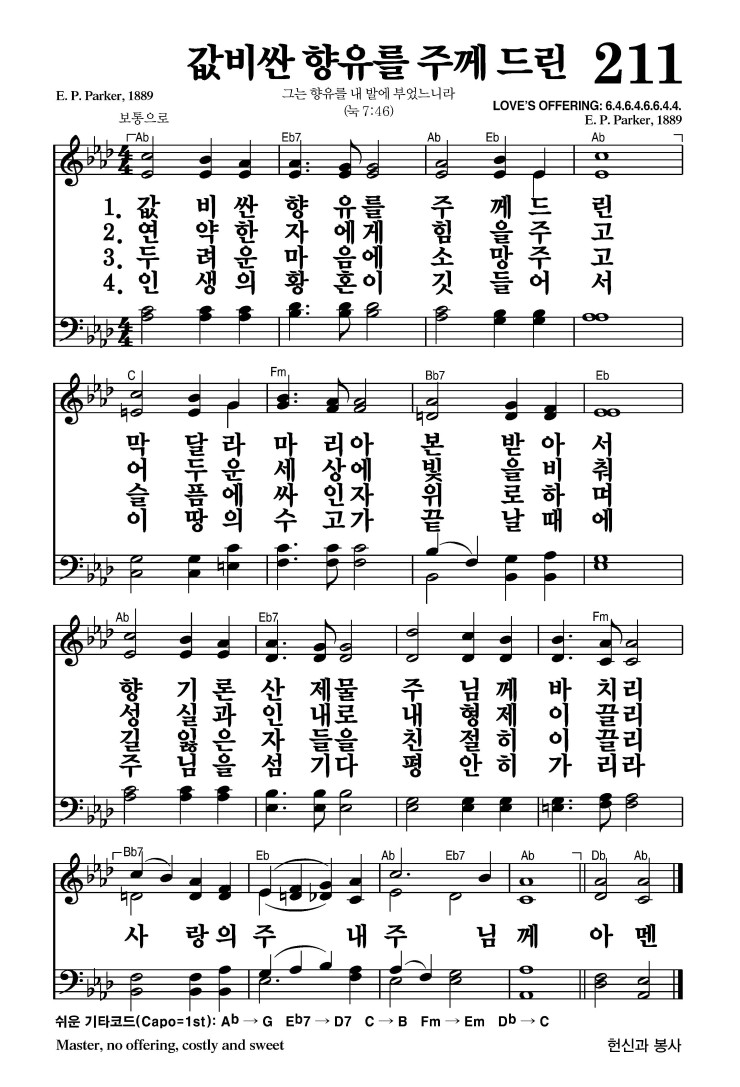 값비싼 향유를 주께 드린 211
그는 향유를 내 발에 부었느니라
(눅 7:46)
E. P. Parker, 1889
LOVE'S OFFERING: 6.4.6.4.6.6.4.4.
E. P. Parker, 1889
보통으로
Ab Eb7 Ab Eb Ab
4 4
1. 값 비 싼 향 유를 주 께 드 린
2. 연 약 한 자 에게 힘 을 주 고
3. 두 려 운 마 음에 소 망 주 고
4. 인 생 의 황 혼이 깃 들 어 서
4 4
C Fm Bb7 Eb
막 달 라 마 리아 본 받 아 서
어 두 운 세 상에 빛 을 비 춰
슬 픔 에 싸 인자 위 로 하 며
이 땅 의 수 고가 끝 날 때 에
Ab Eb7 Fm
향 기 론 산 제물 주 님 께 바 치리
성 실 과 인 내로 내 형 제 이 끌리
길 잃 은 자 들을 친 절 히 이 끌리
주 님 을 섬 기다 평 안 히 가 리라
Bb7 Eb Ab Eb7 Ab Db Ab
사 랑의 주 내 주 님 께 아 멘
쉬운 기타코드(Capo=1st): Ab → G Eb7 → D7 C → B Fm → Em Db → C
Master, no offering, costly and sweet 헌신과 봉사